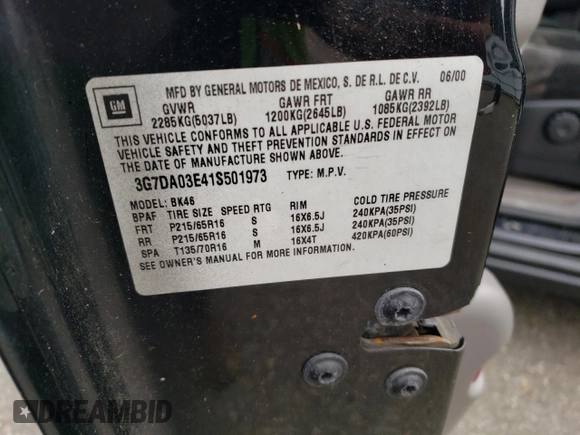 MFD BY GENERAL MOTORS DE MEXICO, S. DE R.L. DE C.V. 06/00
GM
GVWR GAWR FRT GAWR RR
2285KG(5037LB) 1200KG(2645LB) 1085KG(2392LB)
THIS VEHICLE CONFORMS TO ALL APPLICABLE U.S. FEDERAL MOTOR
VEHICLE SAFETY AND THEFT PREVENTION STANDARDS IN EFFECT ON
THE DATE OF MANUFACTURE SHOWN ABOVE.
3G7DA03E41S501973 TYPE: M.P.V.
MODEL: BK46
BPAF TIRE SIZE SPEED RTG RIM COLD TIRE PRESSURE
FRT P215/65R16 S 16X6.5J 240KPA(35PSI)
RR P215/65R16 S 16X6.5J 240KPA(35PSI)
SPA T135/70R16 M 16X4T 420KPA(60PSI)
SEE OWNER'S MANUAL FOR MORE INFORMATION.
DREAMBID